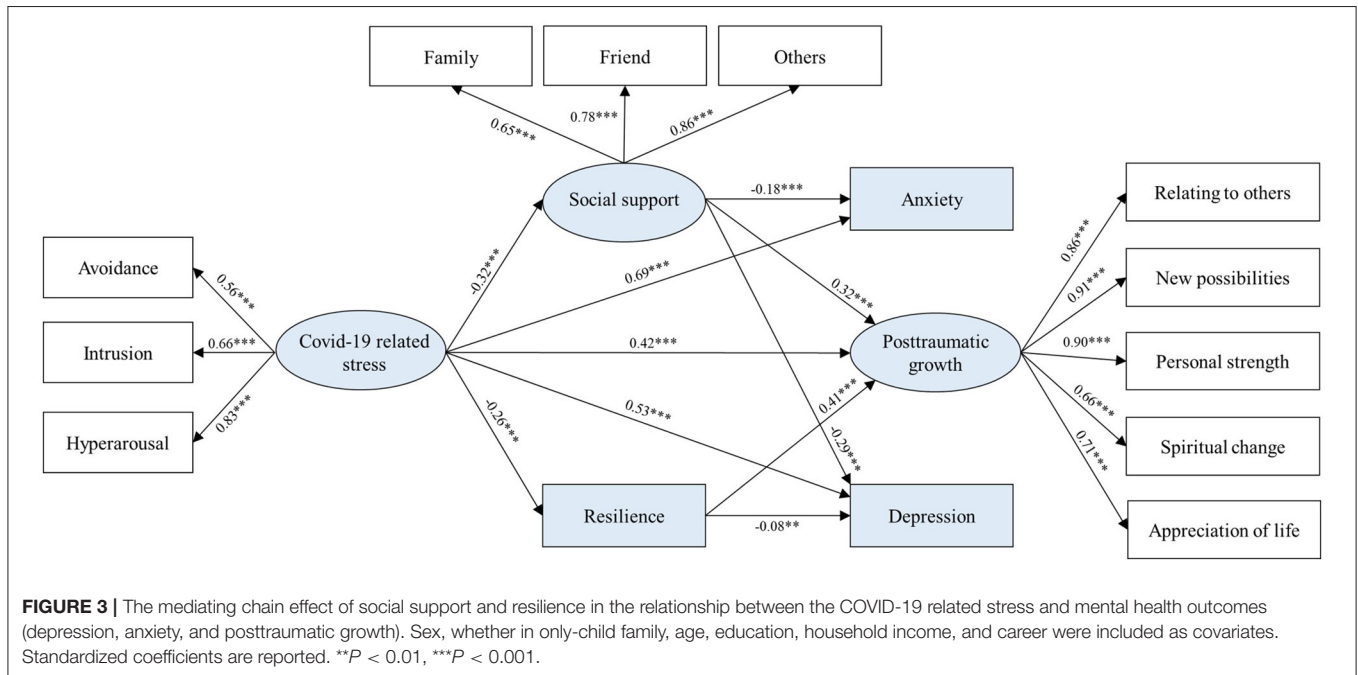 Family
Friend
Others
0.65***
0.78***
0.86***
Social support
-0.18***
Anxiety
Relating to others
Avoidance
-0.32***
0.69***
0.32***
0.86***
New possibilities
0.56***
0.91***
Intrusion
0.66***
Covid-19 related
stress
0.42***
Posttraumatic
growth
0.90***
Personal strength
Hyperarousal
0.83***
-0.26***
0.53***
0.41***
-0.29***
0.66***
Spiritual change
0.71***
Resilience
-0.08**
Depression
Appreciation of life
FIGURE 3 | The mediating chain effect of social support and resilience in the relationship between the COVID-19 related stress and mental health outcomes
(depression, anxiety, and posttraumatic growth). Sex, whether in only-child family, age, education, household income, and career were included as covariates.
Standardized coefficients are reported. **P < 0.01, ***P < 0.001.